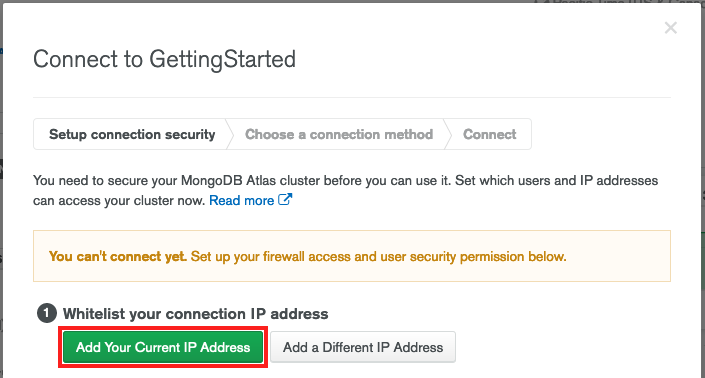 Connect to GettingStarted
Setup connection security Choose a connection method Connect
You need to secure your MongoDB Atlas cluster before you can use it. Set which users and IP addresses
can access your cluster now. Read more
You can't connect yet. Set up your firewall access and user security permission below.
1 Whitelist your connection IP address
Add Your Current IP Address Add a Different IP Address